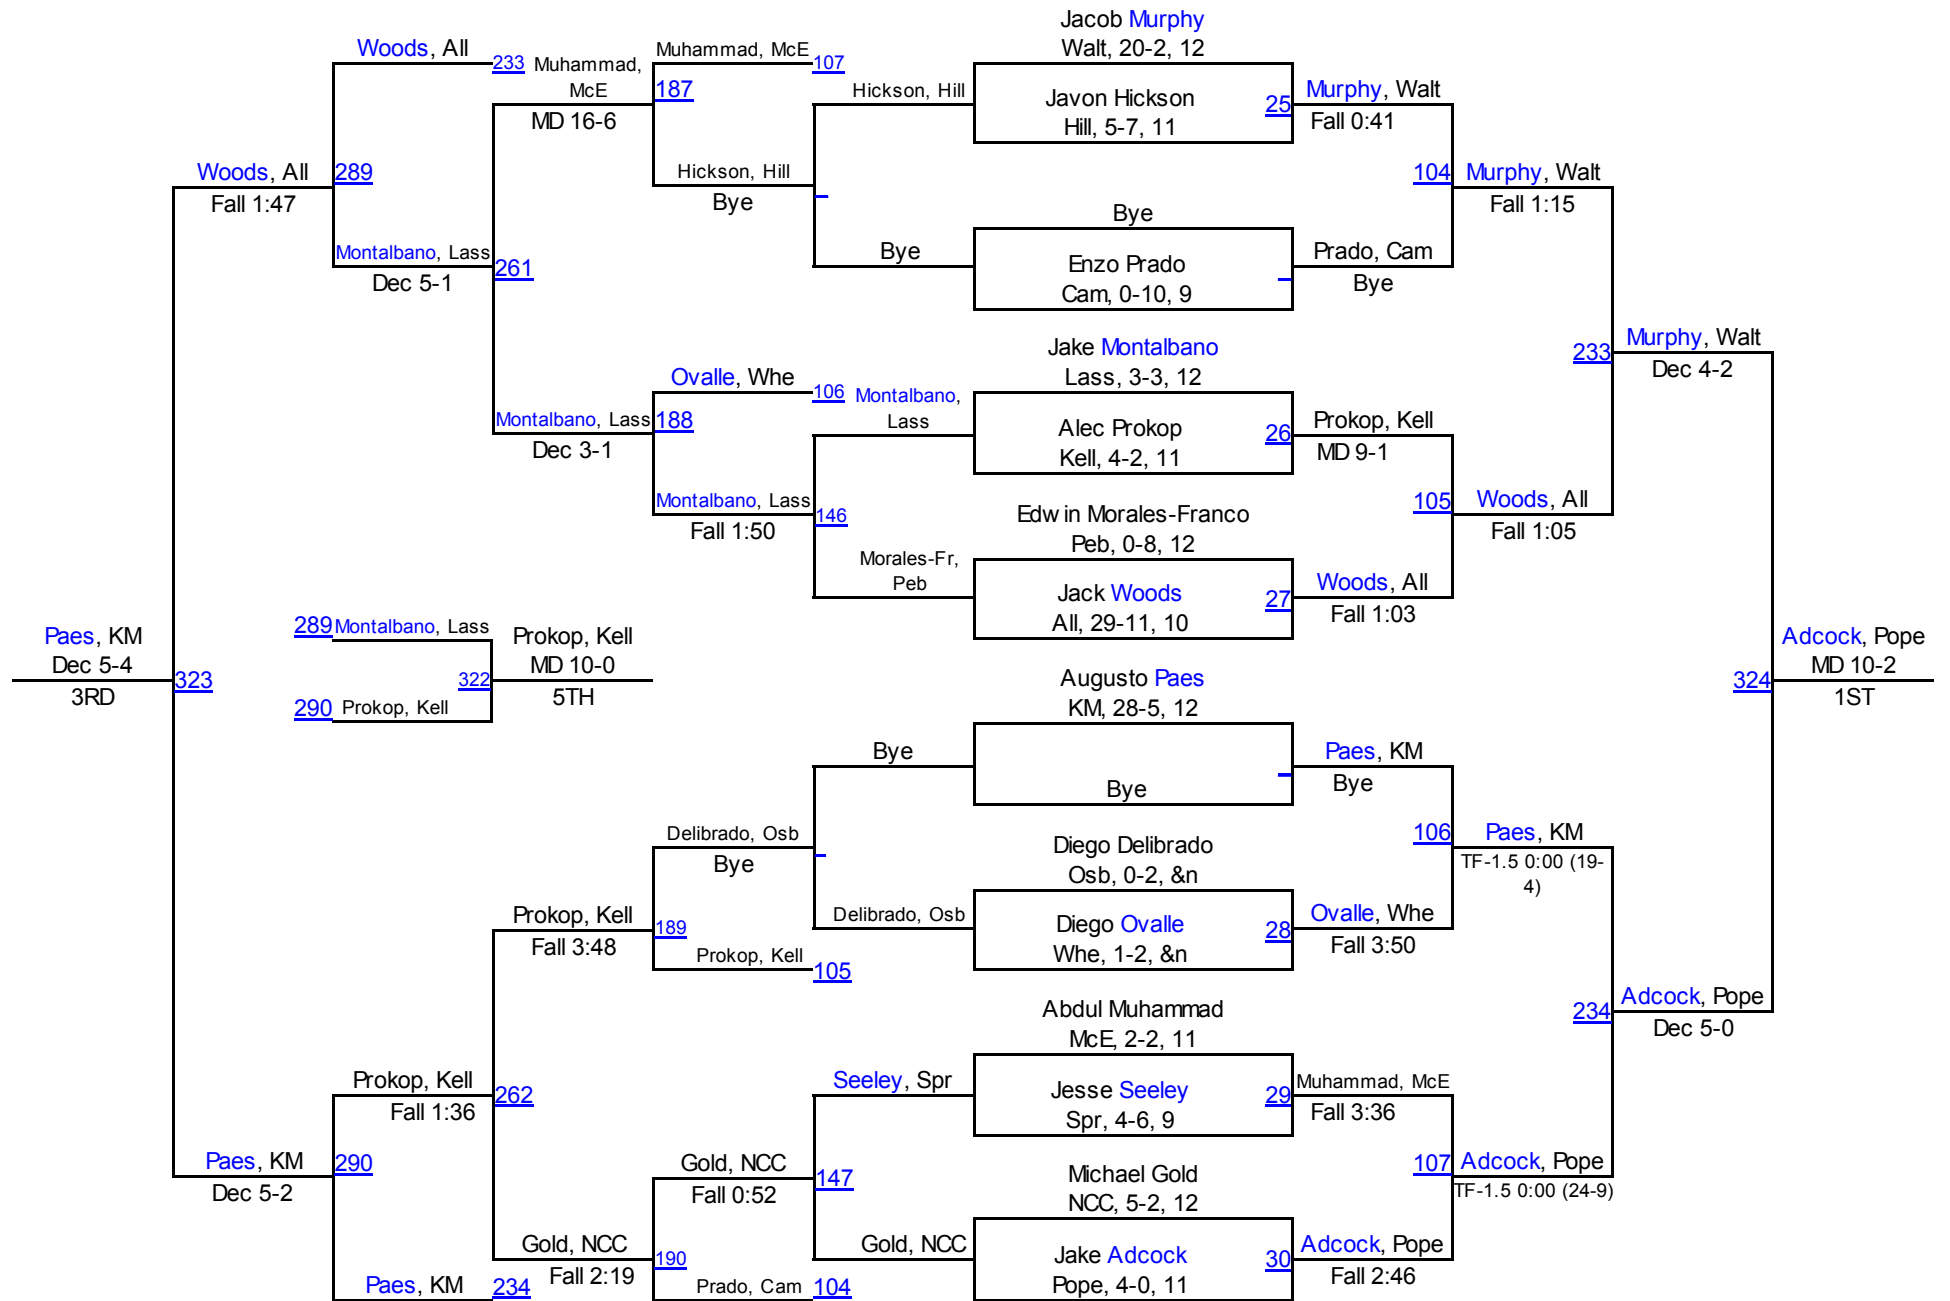 Jacob Murphy
Walt, 20-2, 12
Woods, All
233
Muhammad,
McE
MD 16-6
Muhammad, McE
107
187
Hickson, Hill
Javon Hickson
Hill, 5-7, 11
25
Murphy, Walt
Fall 0:41
Woods, All
Fall 1:47
289
Hickson, Hill
Bye
104
Murphy, Walt
Fall 1:15
Bye
Montalbano, Lass
Dec 5-1
261
Bye
Enzo Prado
Cam, 0-10, 9
Prado, Cam
Bye
Jake Montalbano
Lass, 3-3, 12
233
Murphy, Walt
Dec 4-2
Ovalle, Whe
106
Montalbano,
Lass
Montalbano, Lass
Dec 3-1
188
Alec Prokop
Kell, 4-2, 11
26
Prokop, Kell
MD 9-1
Montalbano, Lass
Fall 1:50
146
Edwin Morales-Franco
Peb, 0-8, 12
105
Woods, All
Fall 1:05
Morales-Fr,
Peb
Jack Woods
All, 29-11, 10
27
Woods, All
Fall 1:03
Paes, KM
Dec 5-4
3RD
323
289
Montalbano, Lass
290
Prokop, Kell
322
Prokop, Kell
MD 10-0
5TH
Augusto Paes
KM, 28-5, 12
324
Adcock, Pope
MD 10-2
1ST
Bye
Bye
Paes, KM
Bye
Delibrado, Osb
Bye
Diego Delibrado
Osb, 0-2, &n
106
Paes, KM
TF-1.5 0:00 (19-
4)
Prokop, Kell
Fall 3:48
189
Delibrado, Osb
Diego Ovalle
Whe, 1-2, &n
28
Ovalle, Whe
Fall 3:50
Prokop, Kell
105
Abdul Muhammad
McE, 2-2, 11
234
Adcock, Pope
Dec 5-0
Prokop, Kell
Fall 1:36
262
Seeley, Spr
Jesse Seeley
Spr, 4-6, 9
29
Muhammad, McE
Fall 3:36
Paes, KM
Dec 5-2
290
Gold, NCC
Fall 0:52
147
Michael Gold
NCC, 5-2, 12
107
Adcock, Pope
TF-1.5 0:00 (24-9)
Gold, NCC
Fall 2:19
190
Gold, NCC
Jake Adcock
Pope, 4-0, 11
30
Adcock, Pope
Fall 2:46
Paes, KM
234
Prado, Cam
104